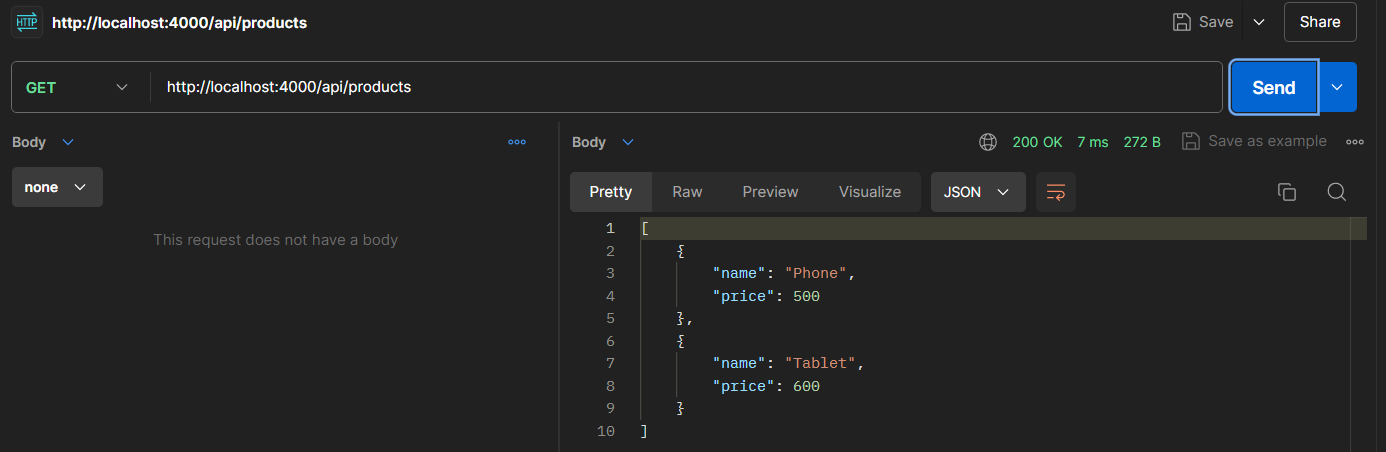 HTTP http://localhost:4000/api/products Save Share
GET http://localhost:4000/api/products Send
Body Body 200 OK 7 ms 272 B Save as example
none Pretty Raw Preview Visualize JSON
This request does not have a body
1 [
2 {
3 "name": "Phone",
4 "price": 500
5 },
6 {
7 "name": "Tablet",
8 "price": 600
9 }
10 ]